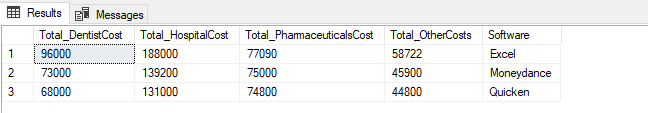 Results Messages
Total_DentistCost Total_HospitalCost Total_PharmaceuticalsCost Total_OtherCosts Software
1 96000 188000 77090 58722 Excel
2 73000 139200 75000 45900 Moneydance
3 68000 131000 74800 44800 Quicken